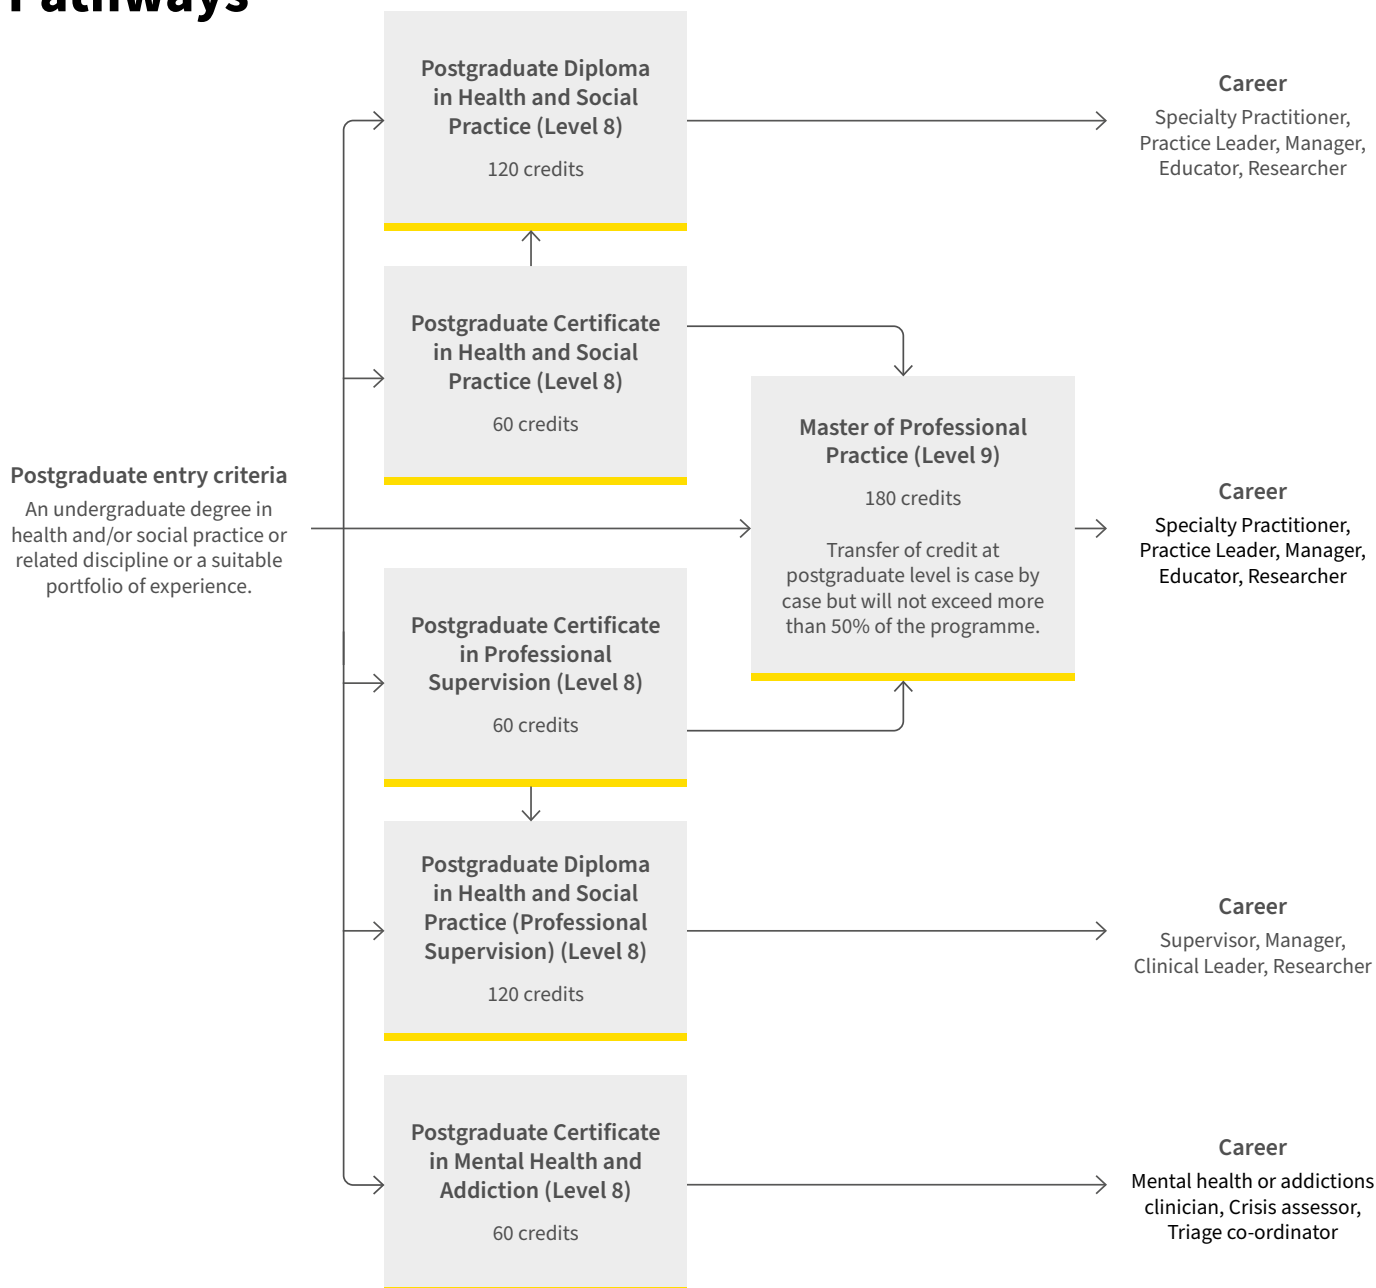 Pathways
Postgraduate Diploma
in Health and Social
Practice (Level 8)
120 credits
Career
Specialty Practitioner,
Practice Leader, Manager,
Educator, Researcher
Postgraduate Certificate
in Health and Social
Practice (Level 8)
60 credits
Postgraduate entry criteria
An undergraduate degree in
health and/or social practice or
related discipline or a suitable
portfolio of experience.
Master of Professional
Practice (Level 9)
180 credits
Transfer of credit at
postgraduate level is case by
case but will not exceed more
than 50% of the programme.
Career
Specialty Practitioner,
Practice Leader, Manager,
Educator, Researcher
Postgraduate Certificate
in Professional
Supervision (Level 8)
60 credits
Postgraduate Diploma
in Health and Social
Practice (Professional
Supervision) (Level 8)
120 credits
Career
Supervisor, Manager,
Clinical Leader, Researcher
Postgraduate Certificate
in Mental Health and
Addiction (Level 8)
60 credits
Career
Mental health or addictions
clinician, Crisis assessor,
Triage co-ordinator